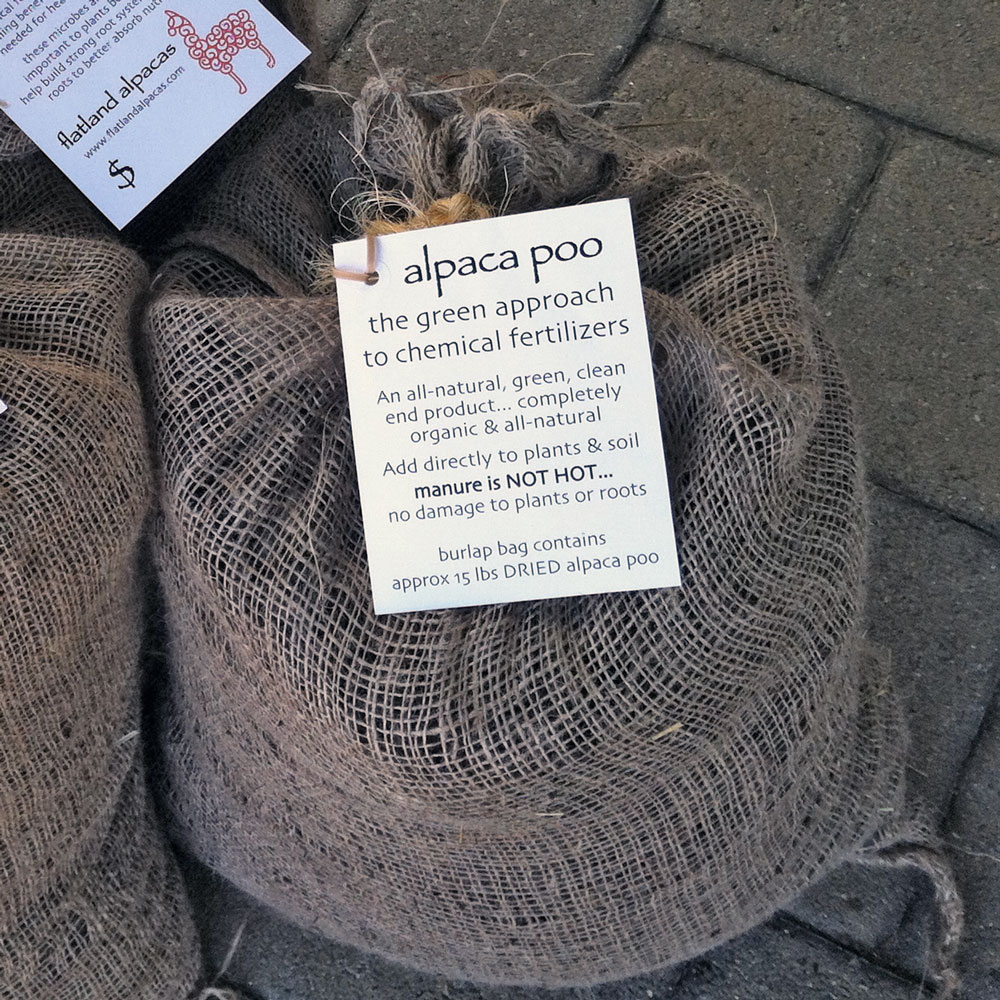 these microbes
important to plants
help build strong root
roots to better absorb
needed for
flatland alpacas
www.flatlandalpacas.com
$
alpaca poo
the green approach
to chemical fertilizers
An all-natural, green, clean
end product... completely
organic & all-natural
Add directly to plants & soil
manure is NOT HOT...
no damage to plants or roots
burlap bag contains
approx 15 lbs DRIED alpaca poo